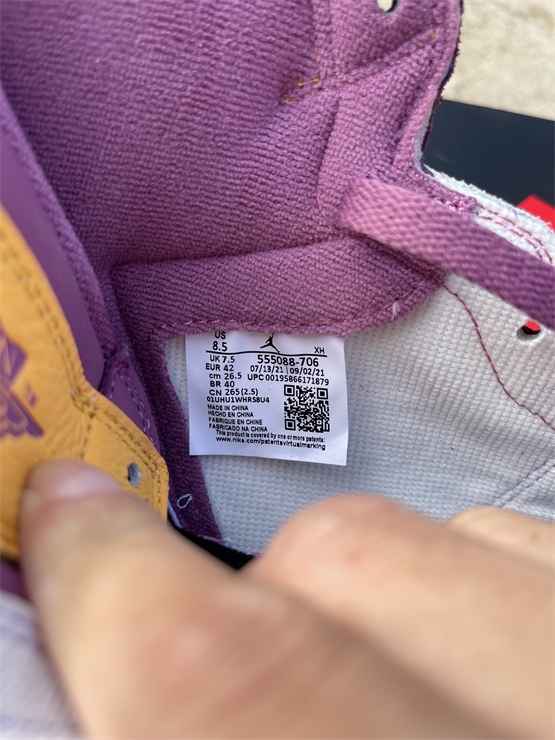 US
8.5 XH
UK 7.5 555088-706
EUR 42 07/13/21 | 09/02/21
cm 26.5 UPC 00195866171879
BR 40
CN 265 (2.5)
01UHU1WHRS8U4
MADE IN CHINA
HECHO EN CHINA
FABRIQUE EN CHINE
FABRICADO NA CHINA
This product is covered by one or more patents:
www.nike.com/patentsvirtualmarking